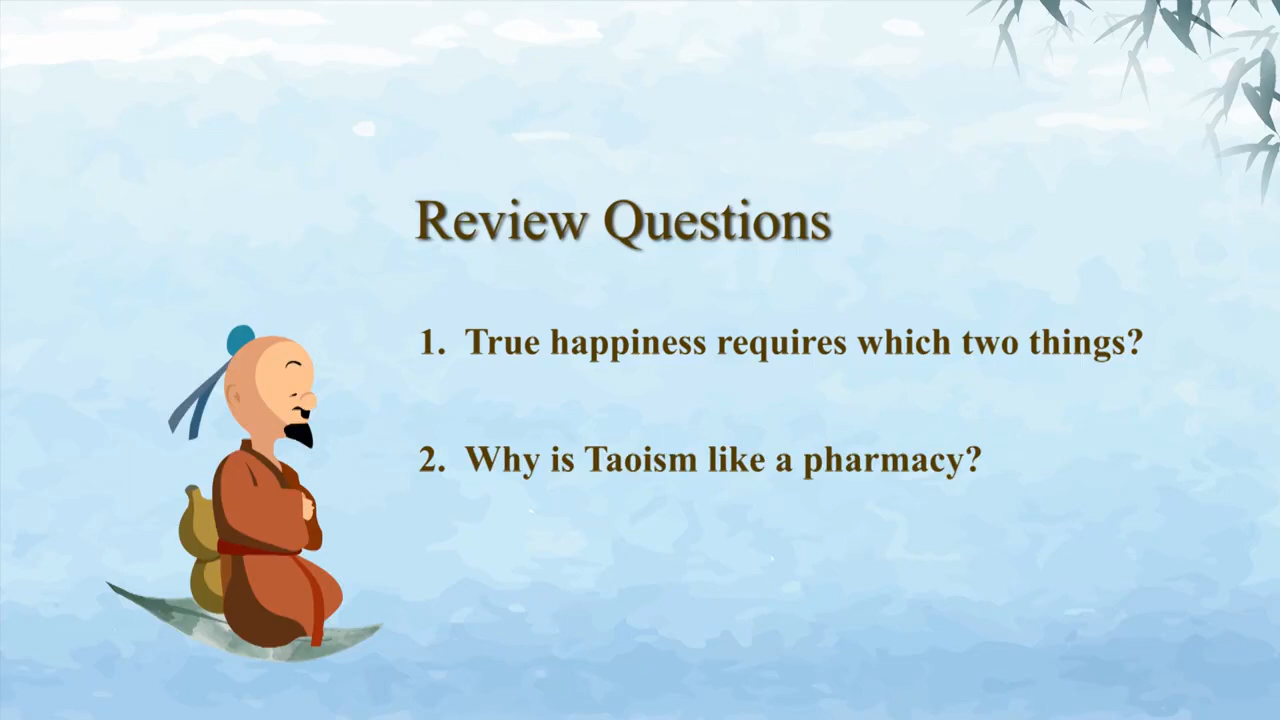 Review Questions
1. True happiness requires which two things?
2. Why is Taoism like a pharmacy?